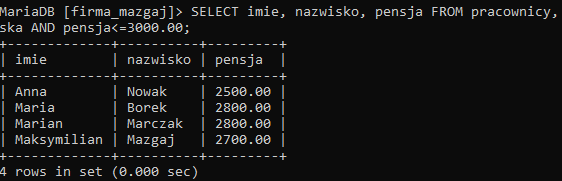 MariaDB [firma_mazgaj]> SELECT imie, nazwisko, pensja FROM pracownicy,
ska AND pensja<=3000.00;
+-------------+----------+---------+
| imie        | nazwisko | pensja  |
+-------------+----------+---------+
| Anna        | Nowak    | 2500.00 |
| Maria       | Borek    | 2800.00 |
| Marian      | Marczak  | 2800.00 |
| Maksymilian | Mazgaj   | 2700.00 |
+-------------+----------+---------+
4 rows in set (0.000 sec)